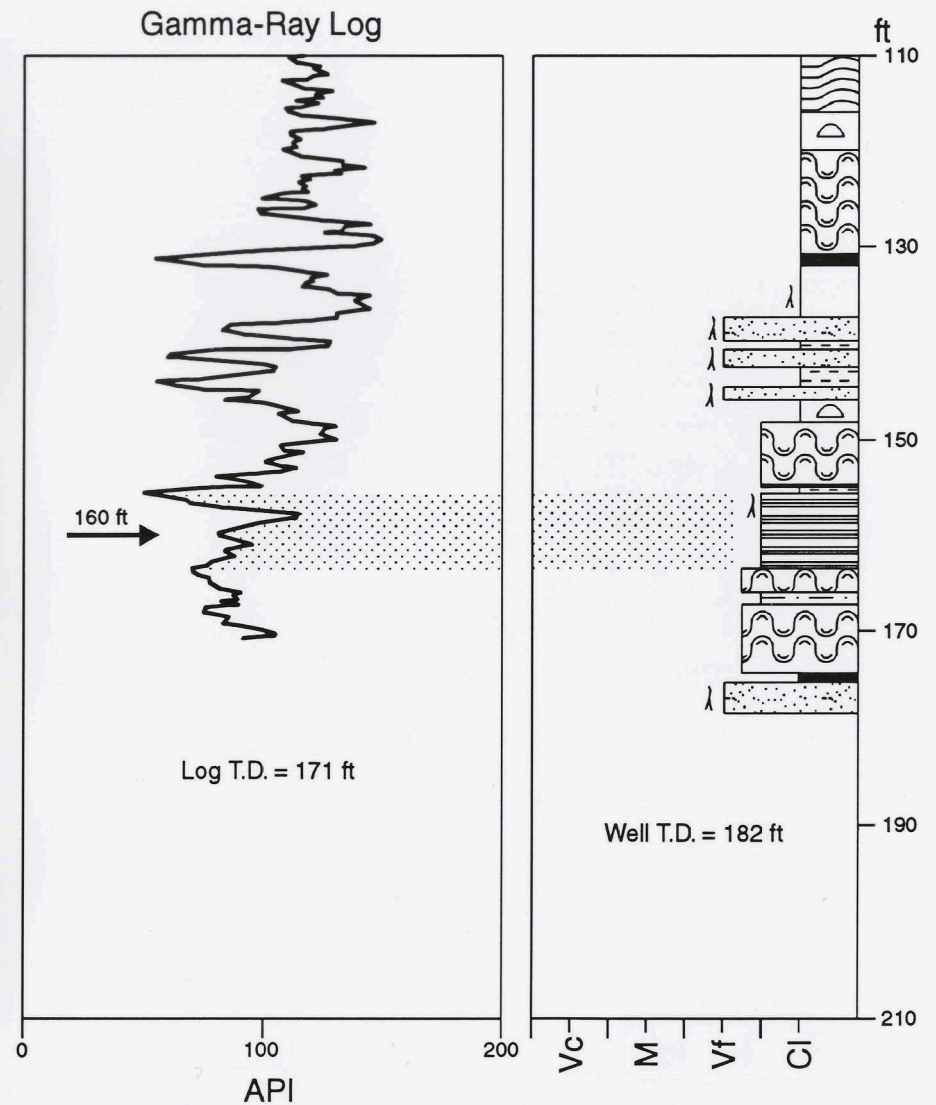 Gamma-Ray Log
ft
110
130
150
160 ft
170
Log T.D. = 171 ft
190
Well T.D. = 182 ft
210
0
100
200
API
Vc
M
Vf
Cl